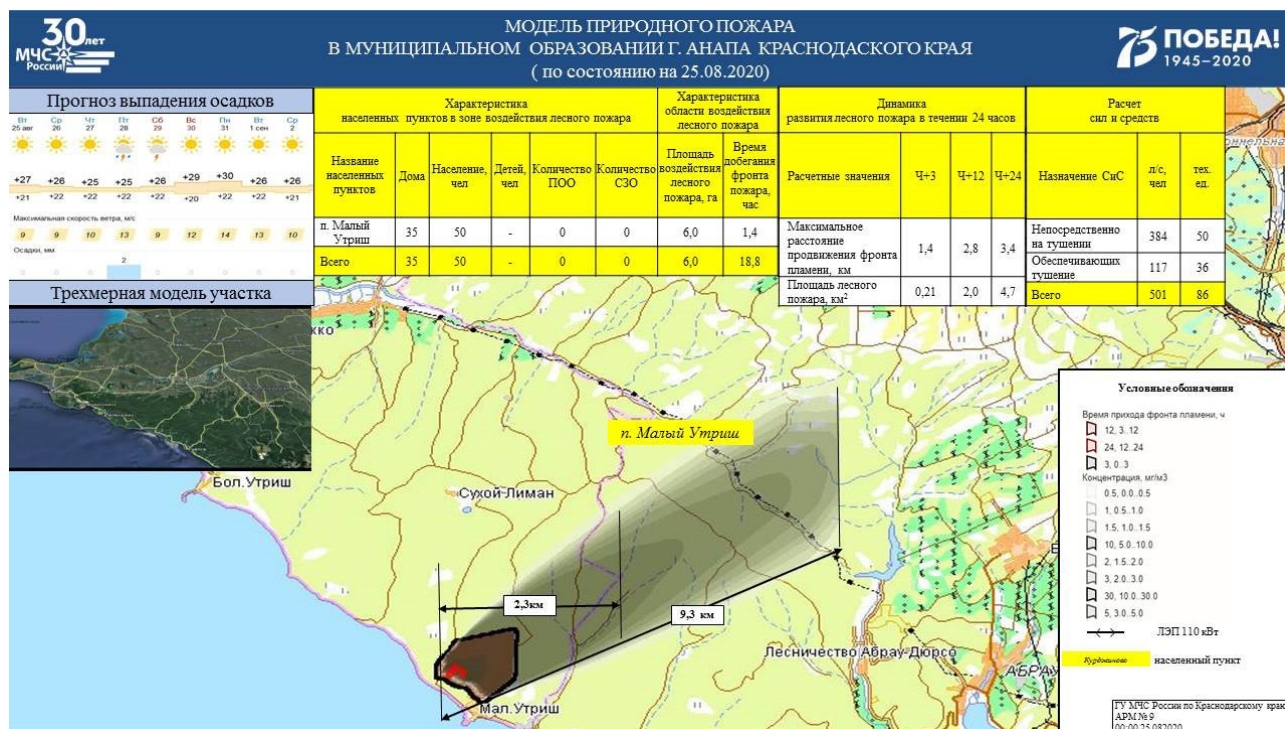 30 лет
МЧС
России
МОДЕЛЬ ПРИРОДНОГО ПОЖАРА
В МУНИЦИПАЛЬНОМ ОБРАЗОВАНИИ Г. АНАПА КРАСНОДАСКОГО КРАЯ
( по состоянию на 25.08.2020)
75 ПОБЕДА!
1945–2020
Прогноз выпадения осадков
Вт Ср Чт Пт Сб Вс Пн Вт Ср
25 авг 26 27 28 29 30 31 1 сен 2
+27 +26 +25 +25 +26 +29 +30 +26 +26
+21 +22 +22 +22 +22 +20 +22 +22 +21
Максимальная скорость ветра, м/с
9 9 10 13 9 12 14 13 10
Осадки, мм
2
0 0 0 0 0 0 0 0
Трехмерная модель участка
Характеристика
населенных пунктов в зоне воздействия лесного пожара
Характеристика
области воздействия
лесного пожара
Название
населенных
пунктов
Дома
Население,
чел
Детей,
чел
Количество
ПОО
Количество
СЗО
Площадь
воздействия
лесного
пожара, га
Время
добегания
фронта
пожара,
час
п. Малый
Утриш
35 50 - 0 0 6,0 1,4
Всего 35 50 - 0 0 6,0 18,8
Динамика
развития лесного пожара в течении 24 часов
Расчетные значения Ч+3 Ч+12 Ч+24
Максимальное
расстояние
продвижения фронта
пламени, км
1,4 2,8 3,4
Площадь лесного
пожара, км²
0,21 2,0 4,7
Расчет
сил и средств
Назначение СиС
л/с,
чел
тех.
ед.
Непосредственно
на тушении
384 50
Обеспечивающих
тушение
117 36
Всего 501 86
кко
п. Малый Утриш
Бол.Утриш
Сухой Лиман
2,3км
9,3 км
Мал.Утриш
Лесничество Абрау-Дюрсо
АБРАУ
Условные обозначения
Время прихода фронта пламени, ч
12, 3..12
24, 12..24
3, 0..3
Концентрация, мг/м3
0.5, 0.0..0.5
1, 0.5..1.0
1.5, 1.0..1.5
10, 5.0..10.0
2, 1.5..2.0
3, 2.0..3.0
30, 10.0..30.0
5, 3.0..5.0
ЛЭП 110 кВт
Курдюмово населенный пункт
ГУ МЧС России по Краснодарскому краю
АРМ №9
00:00 25.082020